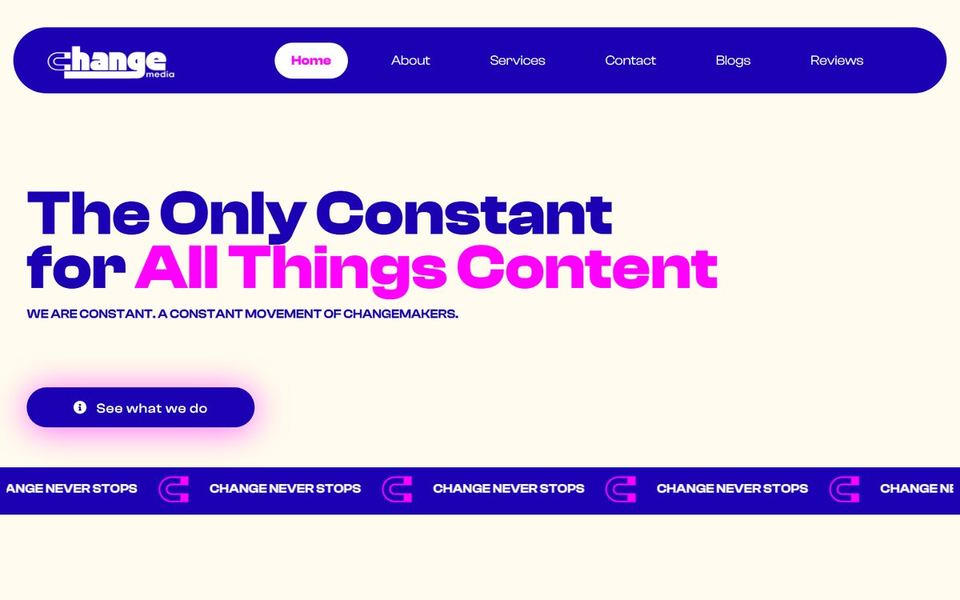 change
media
Home
About
Services
Contact
Blogs
Reviews
The Only Constant
for All Things Content
WE ARE CONSTANT. A CONSTANT MOVEMENT OF CHANGEMAKERS.
See what we do
ANGE NEVER STOPS CHANGE NEVER STOPS CHANGE NEVER STOPS CHANGE NEVER STOPS CHANGE NE